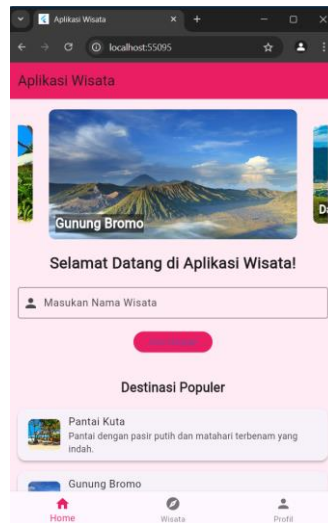 Aplikasi Wisata
localhost:55095
Aplikasi Wisata
Gunung Bromo
Selamat Datang di Aplikasi Wisata!
Masukan Nama Wisata
Destinasi Populer
Pantai Kuta
Pantai dengan pasir putih dan matahari terbenam yang
indah.
Gunung Bromo
Home
Wisata
Profil